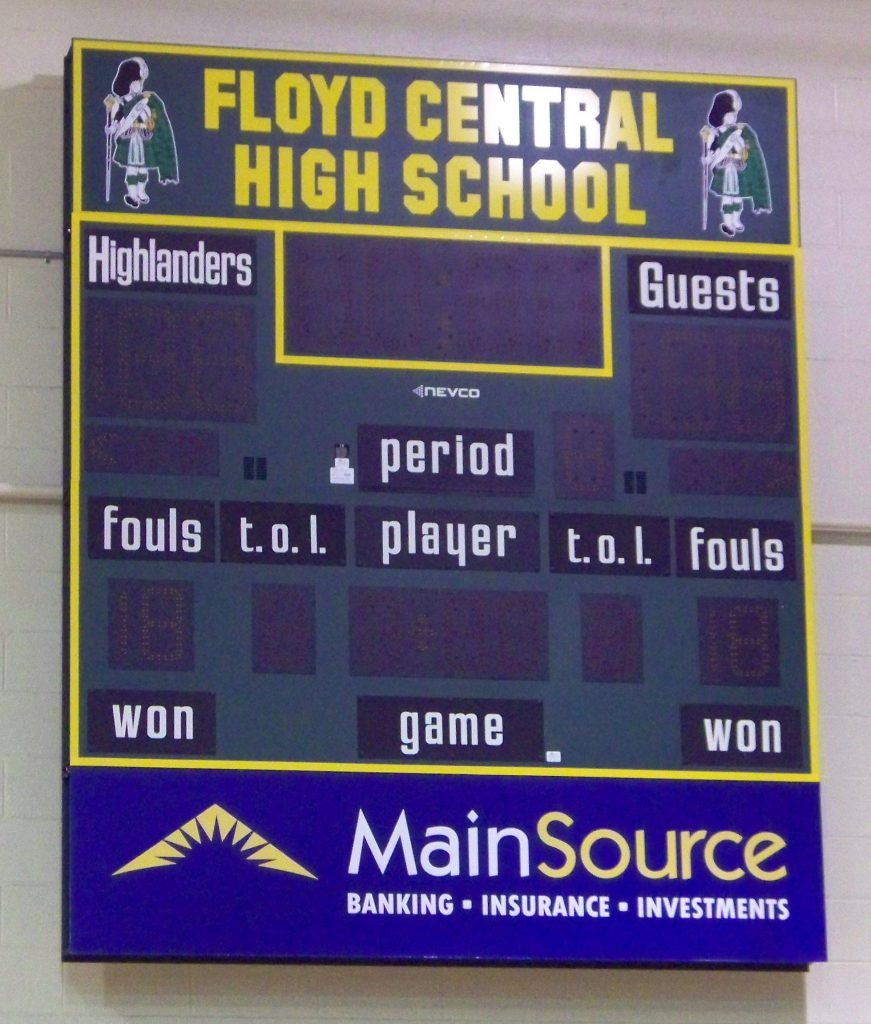 FLOYD CENTRAL
HIGH SCHOOL
Highlanders
Guests
NEVCO
period
fouls t.o.l. player t.o.l. fouls
won game won
MainSource
BANKING ▪ INSURANCE ▪ INVESTMENTS